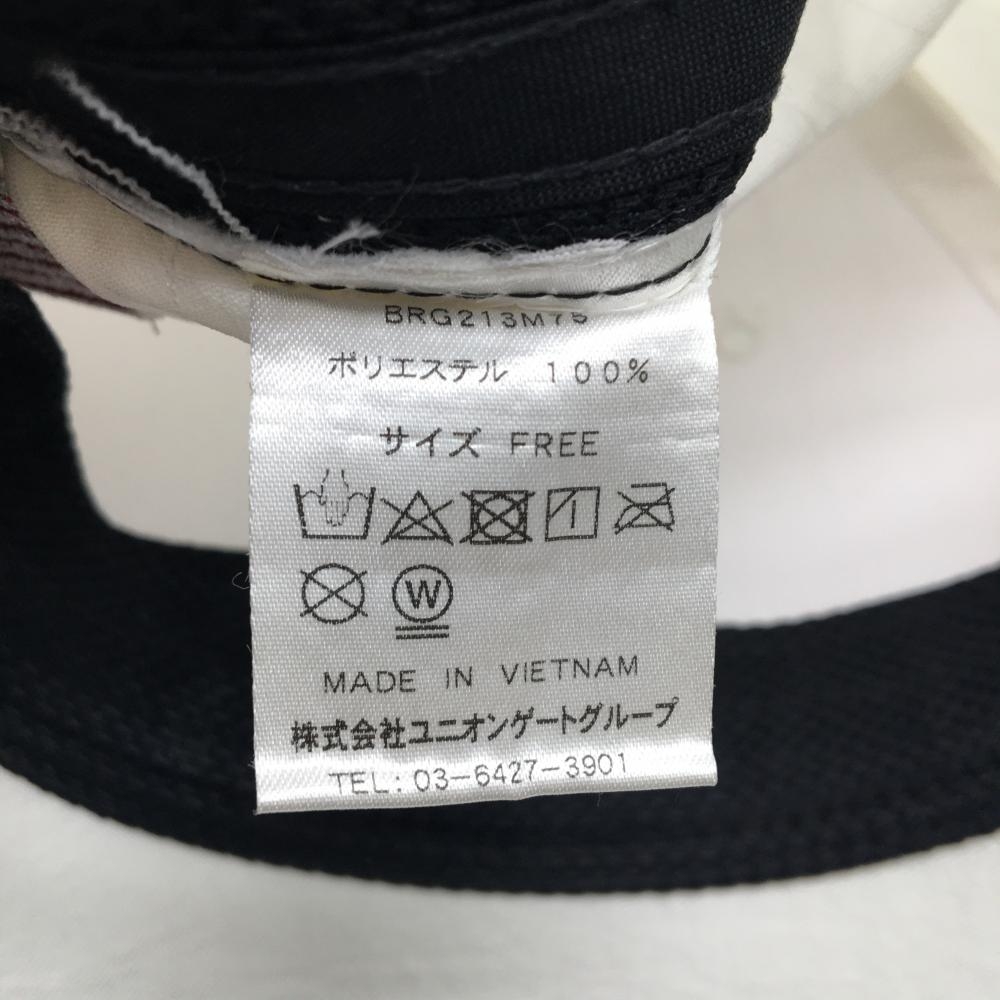 BRG213M75
ポリエステル 100%
サイズ FREE
W
MADE IN VIETNAM
株式会社ユニオンゲートグループ
TEL: 03-6427-3901